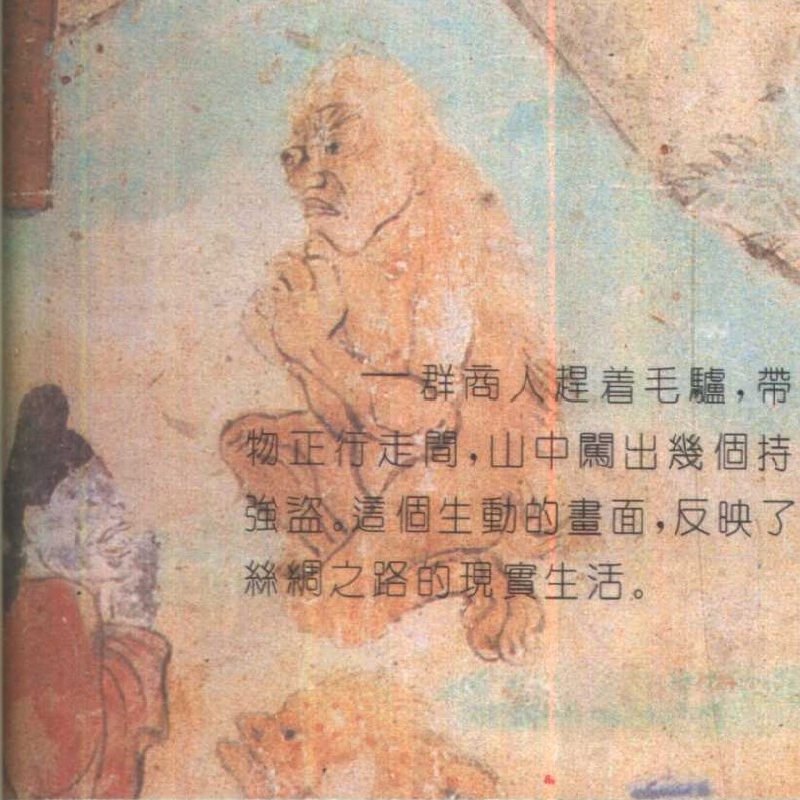 一群商人趕着毛驢，帶
物正行走間，山中闖出幾個持
強盜。這個生動的畫面，反映了
絲綢之路的現實生活。